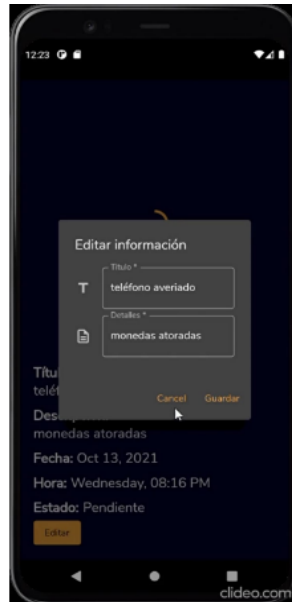 12:23
Editar información
Título *
teléfono averiado
Detalles *
monedas atoradas
Cancel Guardar
Títu
teléf
Des
monedas atoradas
Fecha: Oct 13, 2021
Hora: Wednesday, 08:16 PM
Estado: Pendiente
Editar
clideo.com